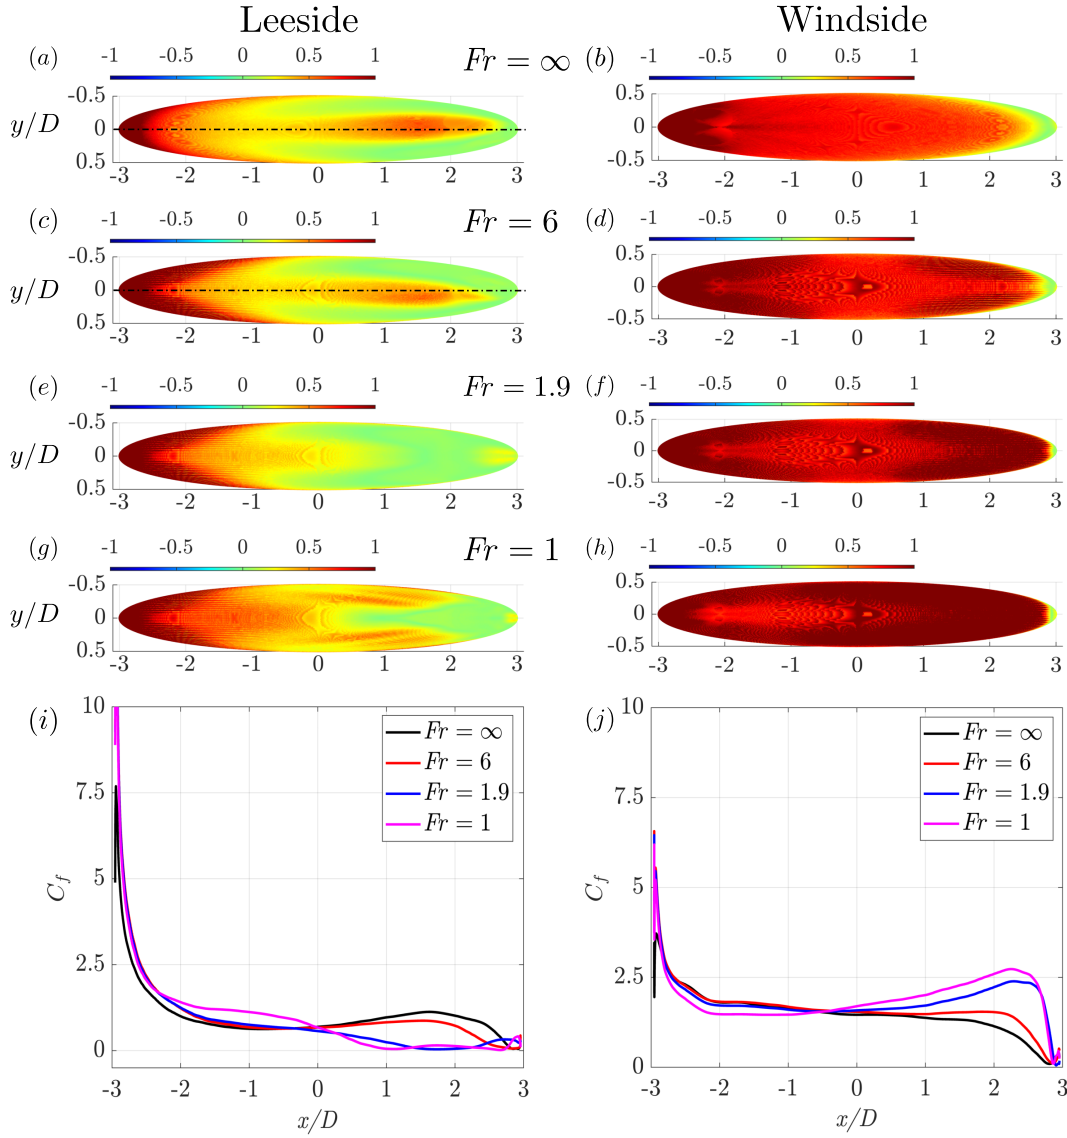 Leeside Windside
(a) -1 -0.5 0 0.5 1 Fr = ∞ (b) -1 -0.5 0 0.5 1
y/D -0.5 0 0.5 0.5 0 -0.5
-3 -2 -1 0 1 2 3 -3 -2 -1 0 1 2 3
(c) -1 -0.5 0 0.5 1 Fr = 6 (d) -1 -0.5 0 0.5 1
y/D -0.5 0 0.5 0.5 0 -0.5
-3 -2 -1 0 1 2 3 -3 -2 -1 0 1 2 3
(e) -1 -0.5 0 0.5 1 Fr = 1.9 (f) -1 -0.5 0 0.5 1
y/D -0.5 0 0.5 0.5 0 -0.5
-3 -2 -1 0 1 2 3 -3 -2 -1 0 1 2 3
(g) -1 -0.5 0 0.5 1 Fr = 1 (h) -1 -0.5 0 0.5 1
y/D -0.5 0 0.5 0.5 0 -0.5
-3 -2 -1 0 1 2 3 -3 -2 -1 0 1 2 3
(i)
10
7.5
5
2.5
0
C_f
Fr = ∞
Fr = 6
Fr = 1.9
Fr = 1
-3 -2 -1 0 1 2 3
x/D
(j)
10
7.5
5
2.5
0
C_f
Fr = ∞
Fr = 6
Fr = 1.9
Fr = 1
-3 -2 -1 0 1 2 3
x/D